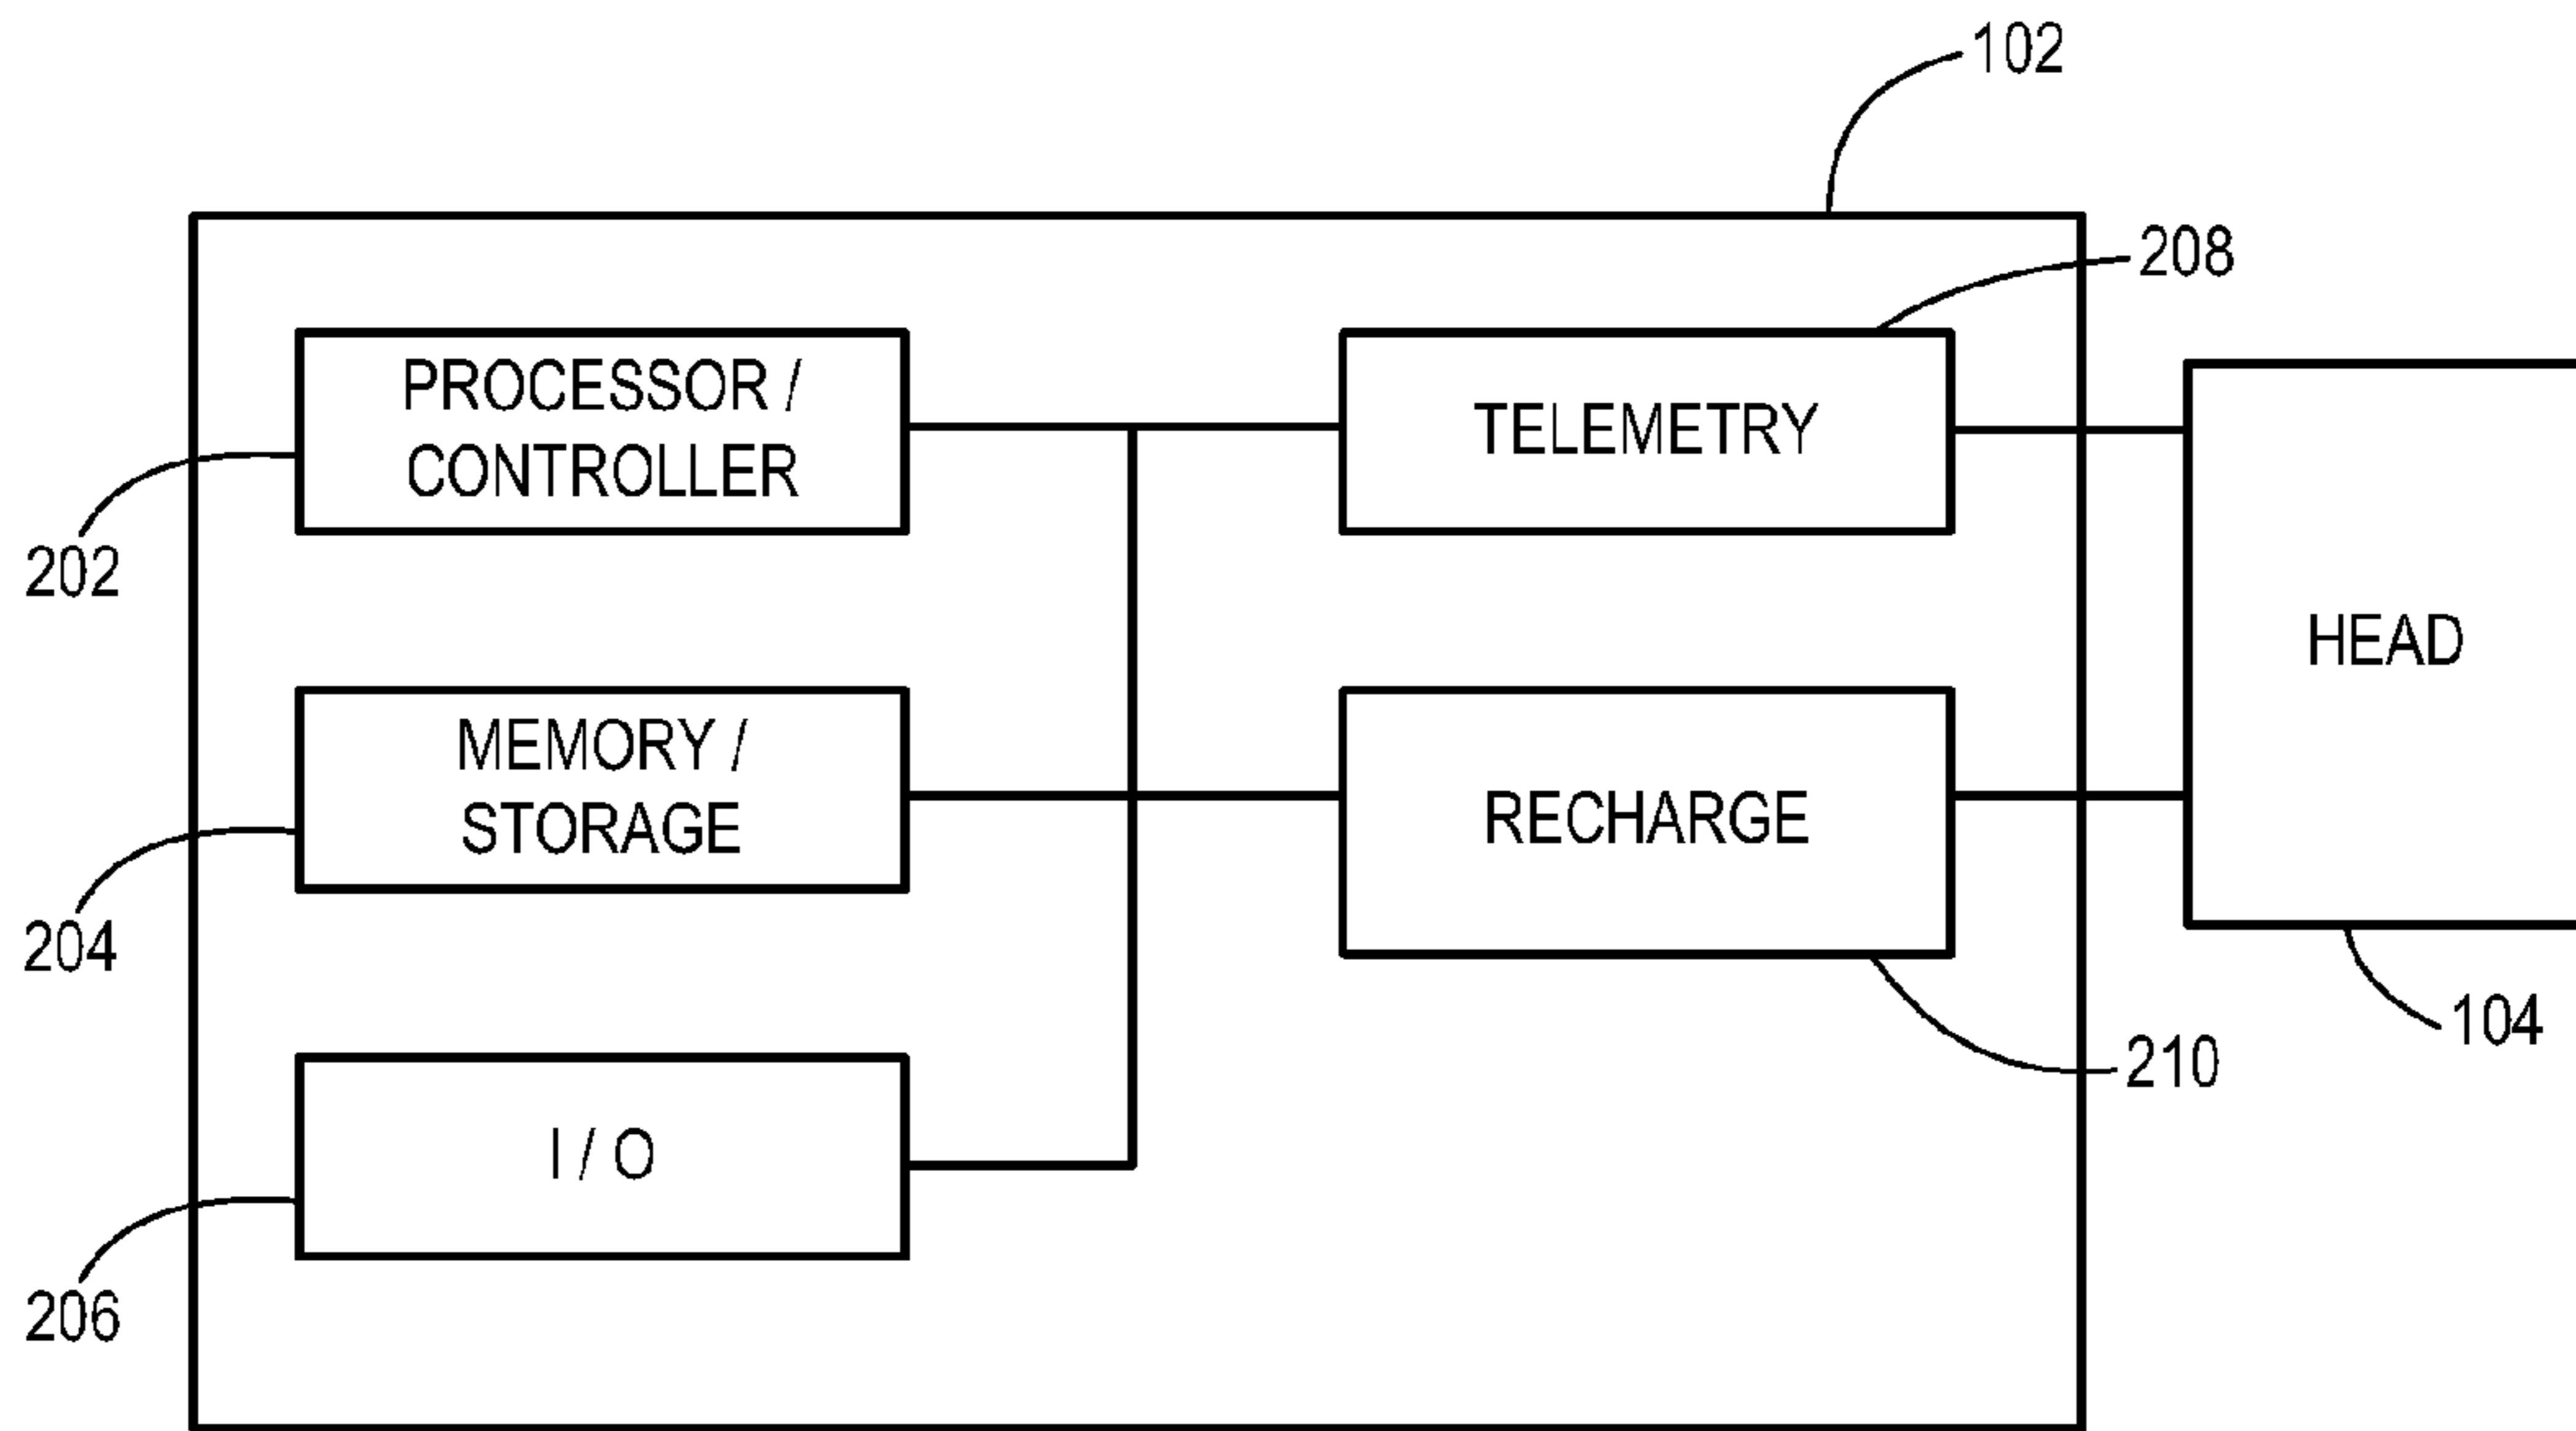 102
208
PROCESSOR /
CONTROLLER
TELEMETRY
202
HEAD
MEMORY /
STORAGE
RECHARGE
204
104
210
I / O
206